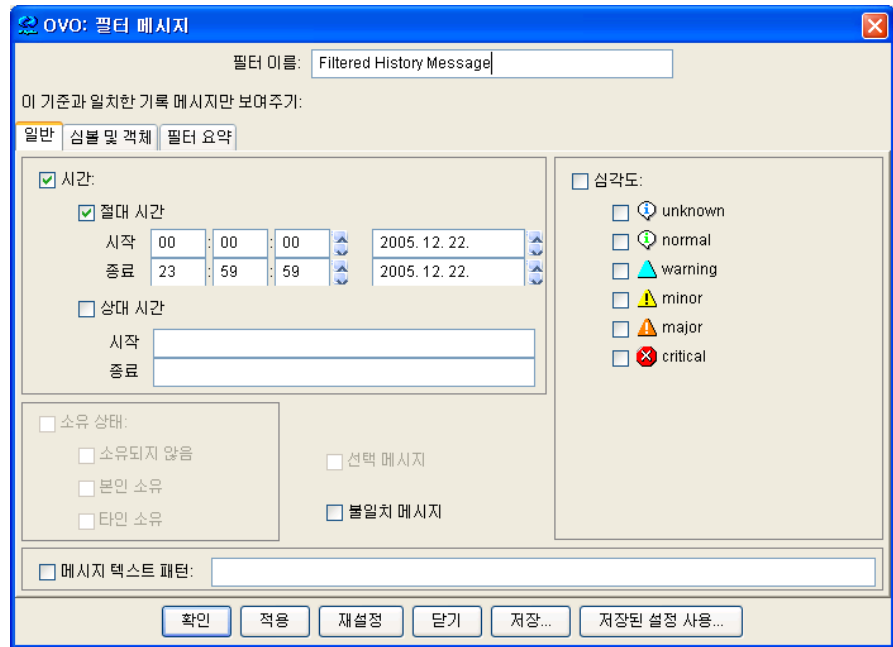 OVO: 필터 메시지
필터 이름: Filtered History Message
이 기준과 일치한 기록 메시지만 보여주기:
일반 심볼 및 객체 필터 요약
시간:
절대 시간
시작 00 : 00 : 00 2005. 12. 22.
종료 23 : 59 : 59 2005. 12. 22.
상대 시간
시작
종료
심각도:
unknown
normal
warning
minor
major
critical
소유 상태:
소유되지 않음
본인 소유
타인 소유
선택 메시지
불일치 메시지
메시지 텍스트 패턴:
확인 적용 재설정 닫기 저장... 저장된 설정 사용...